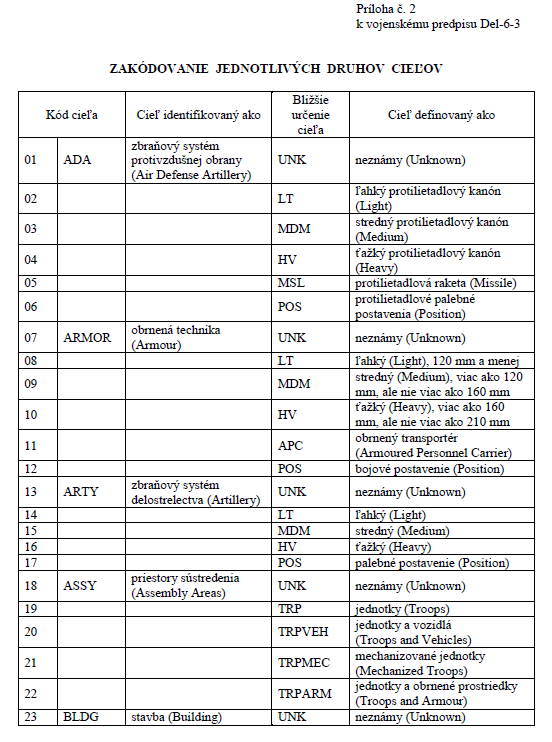 Príloha č. 2
k vojenskému predpisu Del-6-3
ZAKÓDOVANIE JEDNOTLIVÝCH DRUHOV CIEĽOV
Kód cieľa
Cieľ identifikovaný ako
Bližšie
určenie
cieľa
Cieľ definovaný ako
01 ADA
zbraňový systém
protivzdušnej obrany
(Air Defense Artillery)
UNK neznámy (Unknown)
02 LT
ľahký protilietadlový kanón
(Light)
03 MDM
stredný protilietadlový kanón
(Medium)
04 HV
ťažký protilietadlový kanón
(Heavy)
05 MSL protilietadlová raketa (Missile)
06 POS
protilietadlové palebné
postavenia (Position)
07 ARMOR
obrnená technika
(Armour)
UNK neznámy (Unknown)
08 LT ľahký (Light), 120 mm a menej
09 MDM
stredný (Medium), viac ako 120
mm, ale nie viac ako 160 mm
10 HV
ťažký (Heavy), viac ako 160
mm, ale nie viac ako 210 mm
11 APC
obrnený transportér
(Armoured Personnel Carrier)
12 POS bojové postavenie (Position)
13 ARTY
zbraňový systém
delostrelectva (Artillery)
UNK neznámy (Unknown)
14 LT ľahký (Light)
15 MDM stredný (Medium)
16 HV ťažký (Heavy)
17 POS palebné postavenie (Position)
18 ASSY
priestory sústredenia
(Assembly Areas)
UNK neznámy (Unknown)
19 TRP jednotky (Troops)
20 TRPVEH
jednotky a vozidlá
(Troops and Vehicles)
21 TRPMEC
mechanizované jednotky
(Mechanized Troops)
22 TRPARM
jednotky a obrnené prostriedky
(Troops and Armour)
23 BLDG stavba (Building) UNK neznámy (Unknown)